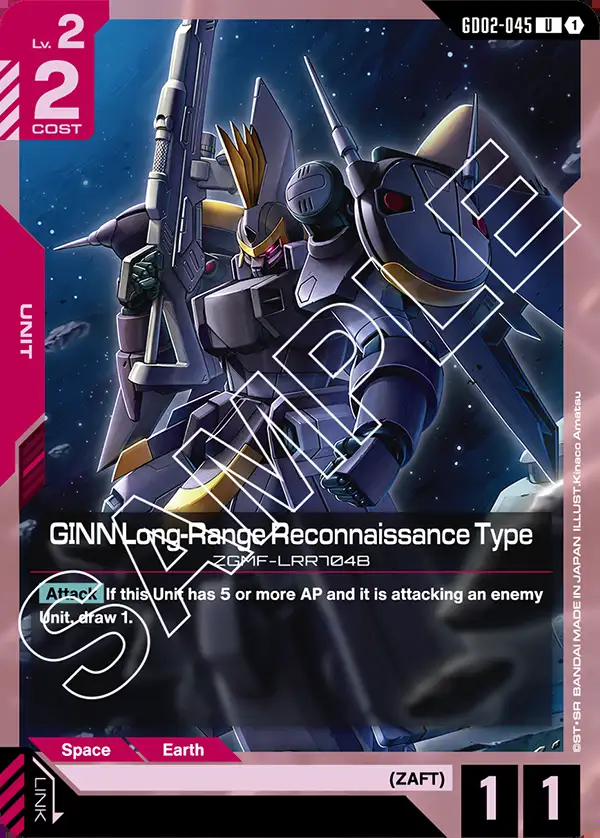 GD02-045 U 1
Lv. 2
2
COST
UNIT
SAMPLE
GINN Long-Range Reconnaissance Type
ZGMF-LRR704B
Attack If this Unit has 5 or more AP and it is attacking an enemy
Unit, draw 1.
©ST・SR BANDAI MADE IN JAPAN ILLUST.Kinaco Amatsu
Space Earth
LINK
(ZAFT)
1 1